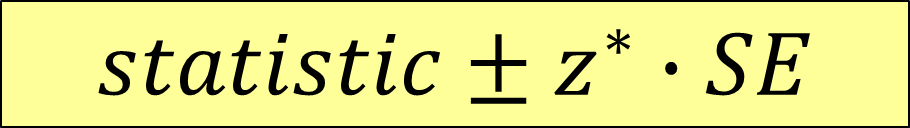 statistic ± z* · SE